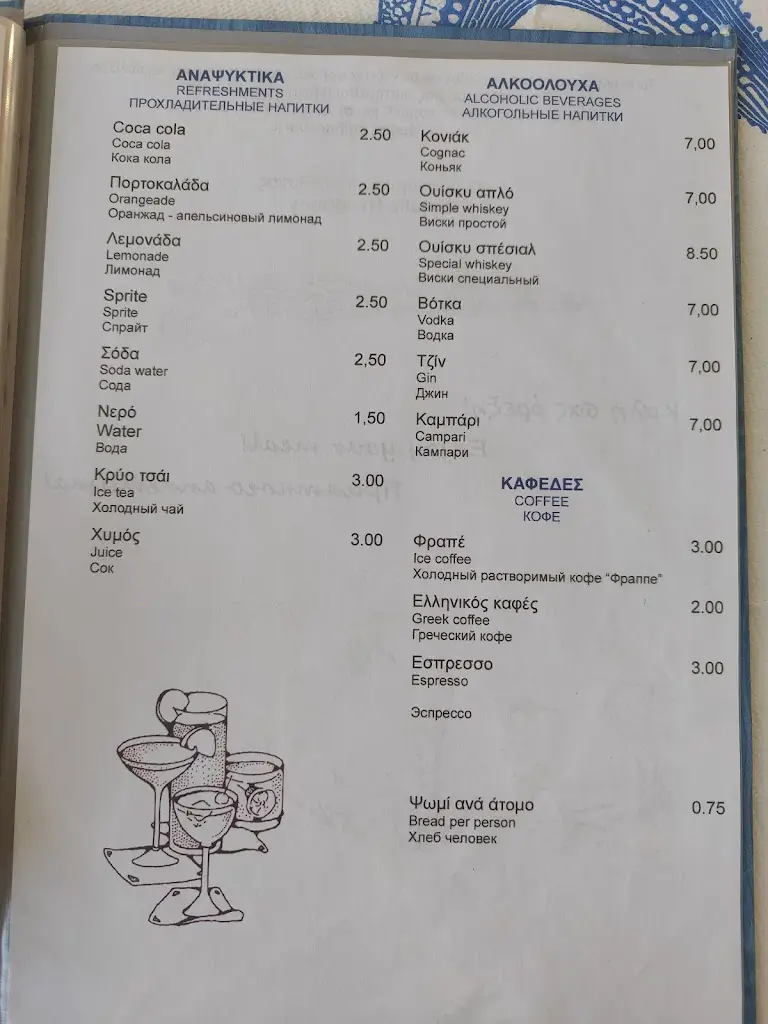 ΑΝΑΨΥΚΤΙΚΑ
REFRESHMENTS
ПРОХЛАДИТЕЛЬНЫЕ НАПИТКИ
Coca cola 2.50
Coca cola
Кока кола
Πορτοκαλάδα 2.50
Orangeade
Оранжад - апельсиновый лимонад
Λεμονάδα 2.50
Lemonade
Лимонад
Sprite 2.50
Sprite
Спрайт
Σόδα 2,50
Soda water
Сода
Νερό 1,50
Water
Вода
Κρύο τσάι 3.00
Ice tea
Холодный чай
Χυμός 3.00
Juice
Сок
ΑΛΚΟΟΛΟΥΧΑ
ALCOHOLIC BEVERAGES
АЛКОГОЛЬНЫЕ НАПИТКИ
Κονιάκ 7,00
Cognac
Коньяк
Ουίσκυ απλό 7,00
Simple whiskey
Виски простой
Ουίσκυ σπέσιαλ 8.50
Special whiskey
Виски специальный
Βότκα 7,00
Vodka
Водка
Τζίν 7,00
Gin
Джин
Καμπάρι 7,00
Campari
Кампари
ΚΑΦΕΔΕΣ
COFFEE
КОФЕ
Φραπέ 3.00
Ice coffee
Холодный растворимый кофе “Фраппе”
Ελληνικός καφές 2.00
Greek coffee
Греческий кофе
Εσπρεσσο 3.00
Espresso
Эспрессо
Ψωμί ανά άτομο 0.75
Bread per person
Хлеб человек